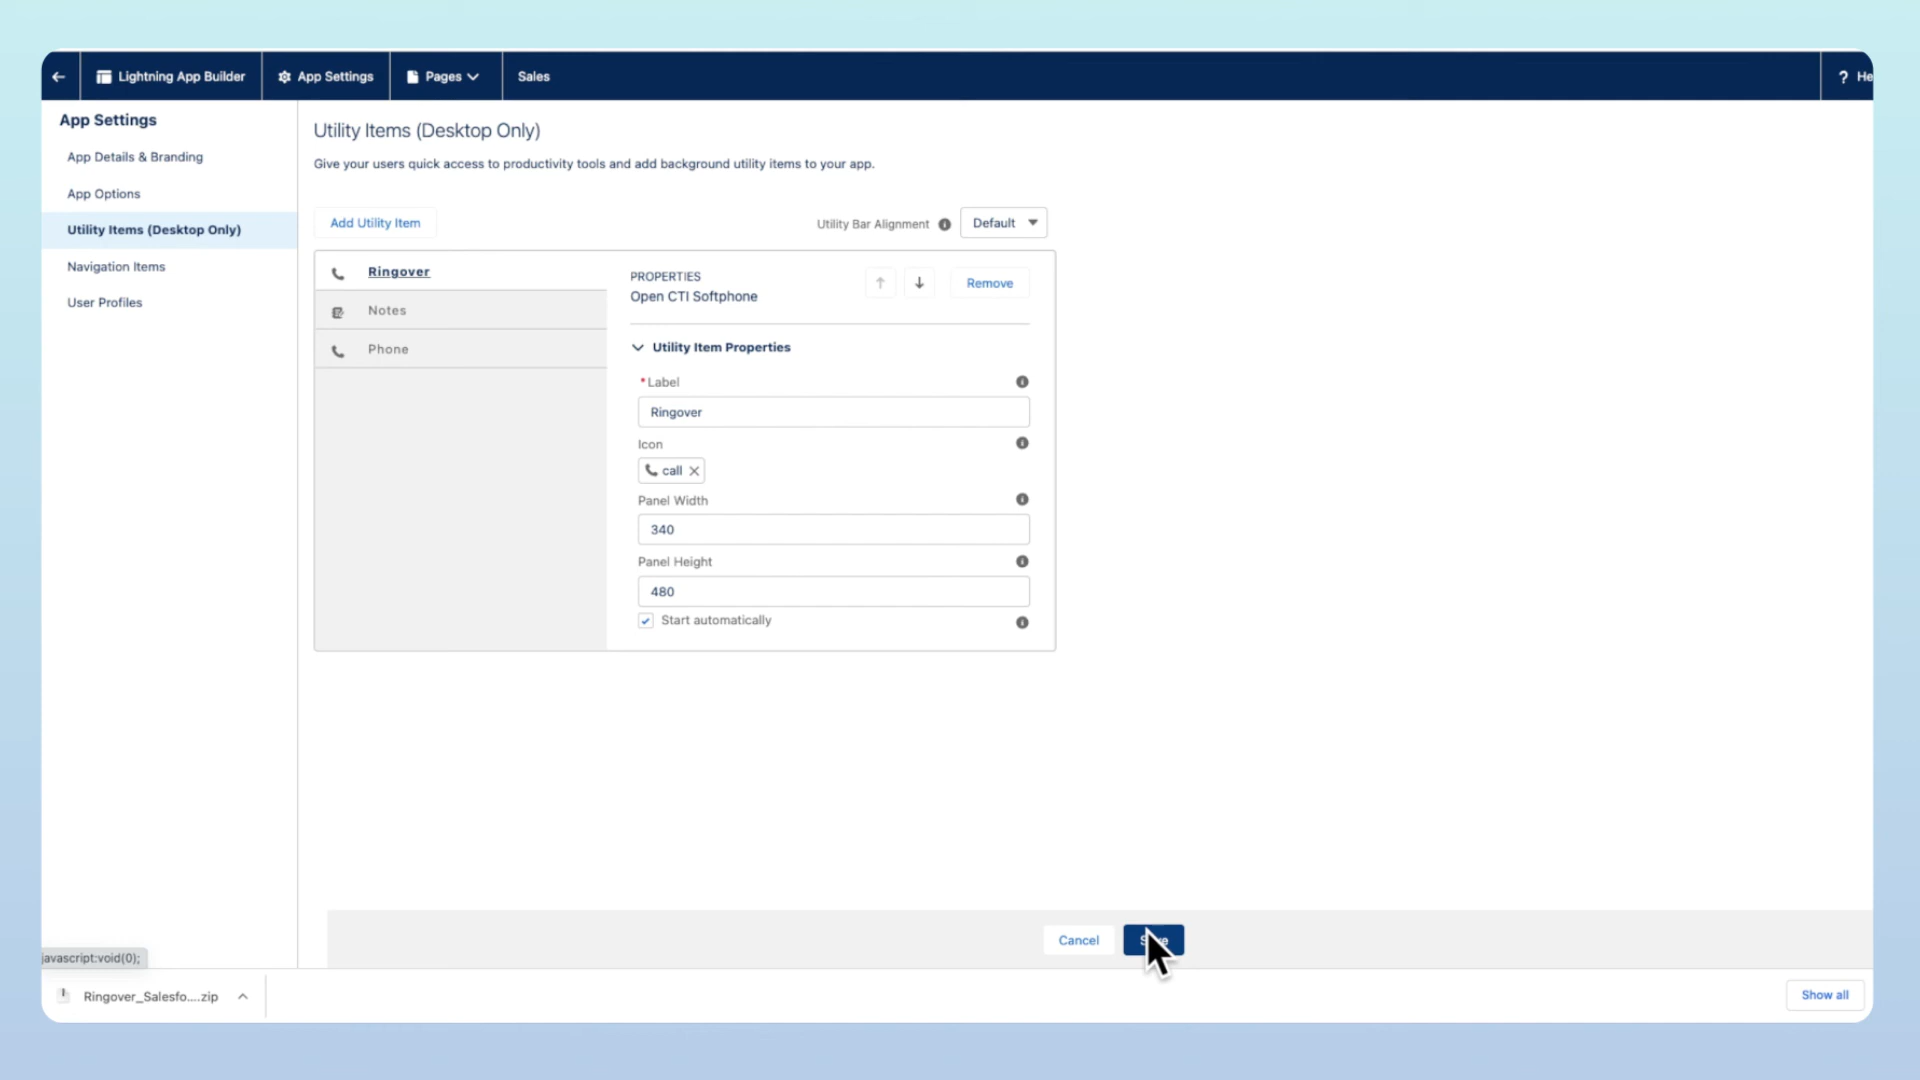 Lightning App Builder
App Settings
Pages
Sales
? He
App Settings
App Details & Branding
App Options
Utility Items (Desktop Only)
Navigation Items
User Profiles
Utility Items (Desktop Only)
Give your users quick access to productivity tools and add background utility items to your app.
Add Utility Item
Utility Bar Alignment
Default
Ringover
Notes
Phone
PROPERTIES
Open CTI Softphone
Remove
Utility Item Properties
*Label
Ringover
Icon
call
Panel Width
340
Panel Height
480
Start automatically
Cancel
javascript:void(0);
Ringover_Salesfo....zip
Show all